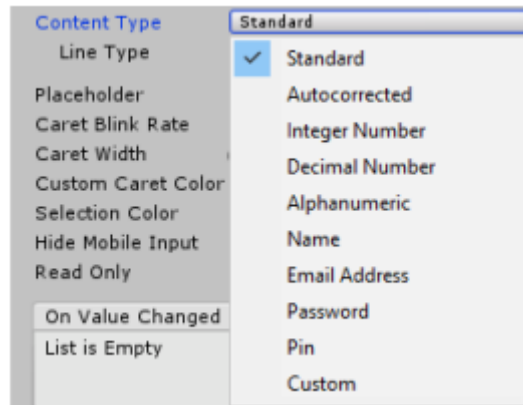 Content Type Standard
Line Type Standard
Autocorrected
Placeholder
Caret Blink Rate Integer Number
Caret Width Decimal Number
Custom Caret Color
Selection Color Alphanumeric
Hide Mobile Input Name
Read Only Email Address
On Value Changed Password
List is Empty Pin
Custom